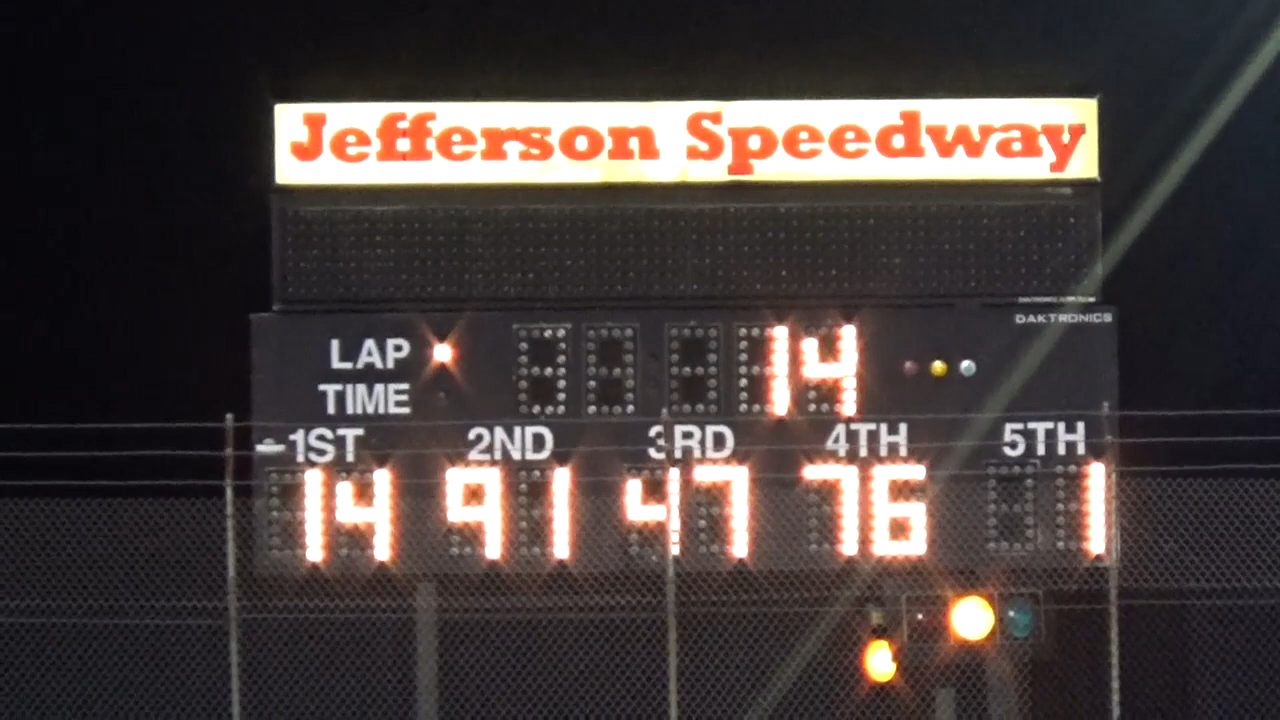 Jefferson Speedway
DAKTRONICS
LAP 14
TIME
1ST 2ND 3RD 4TH 5TH
14 91 47 76 1